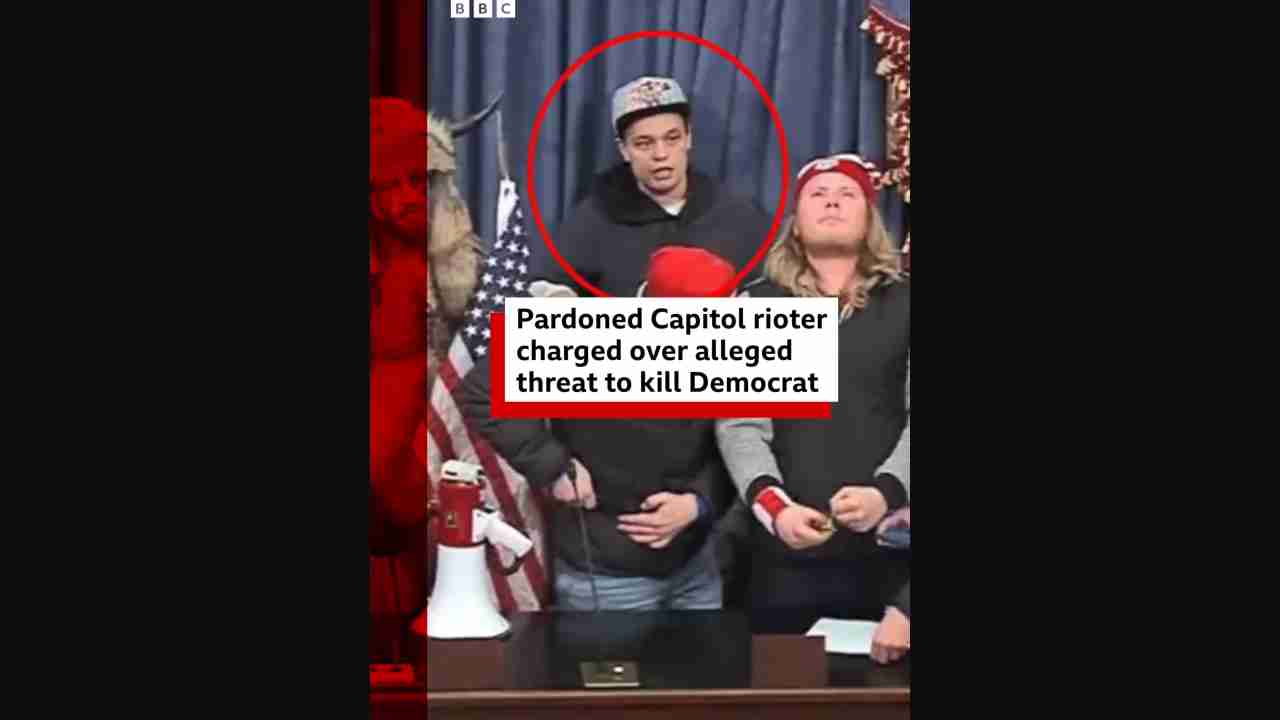 BBC
Pardoned Capitol rioter
charged over alleged
threat to kill Democrat